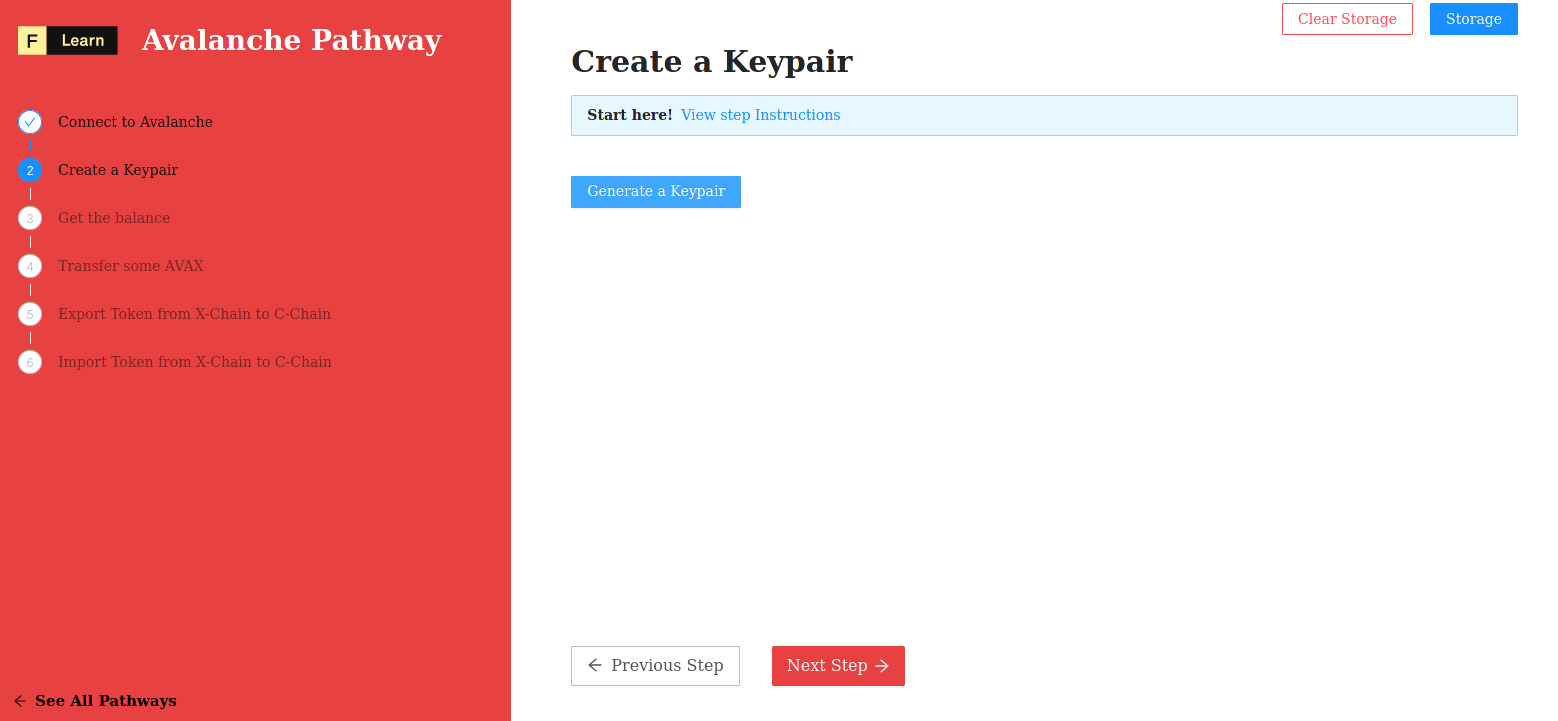 F Learn
Avalanche Pathway
Connect to Avalanche
2 Create a Keypair
3 Get the balance
4 Transfer some AVAX
5 Export Token from X-Chain to C-Chain
6 Import Token from X-Chain to C-Chain
See All Pathways
Clear Storage
Storage
Create a Keypair
Start here! View step Instructions
Generate a Keypair
Previous Step
Next Step